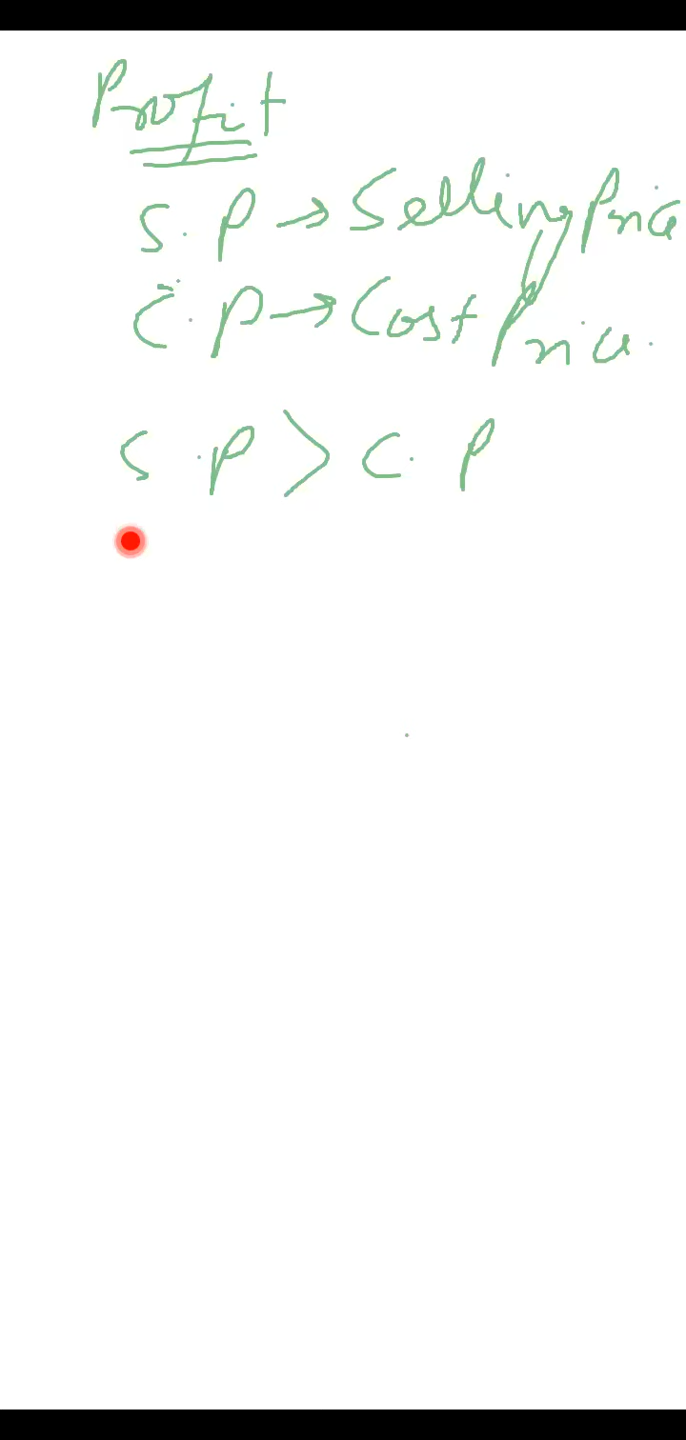 Profit
S.P → Selling Price
C.P → Cost Price.
S.P > C.P